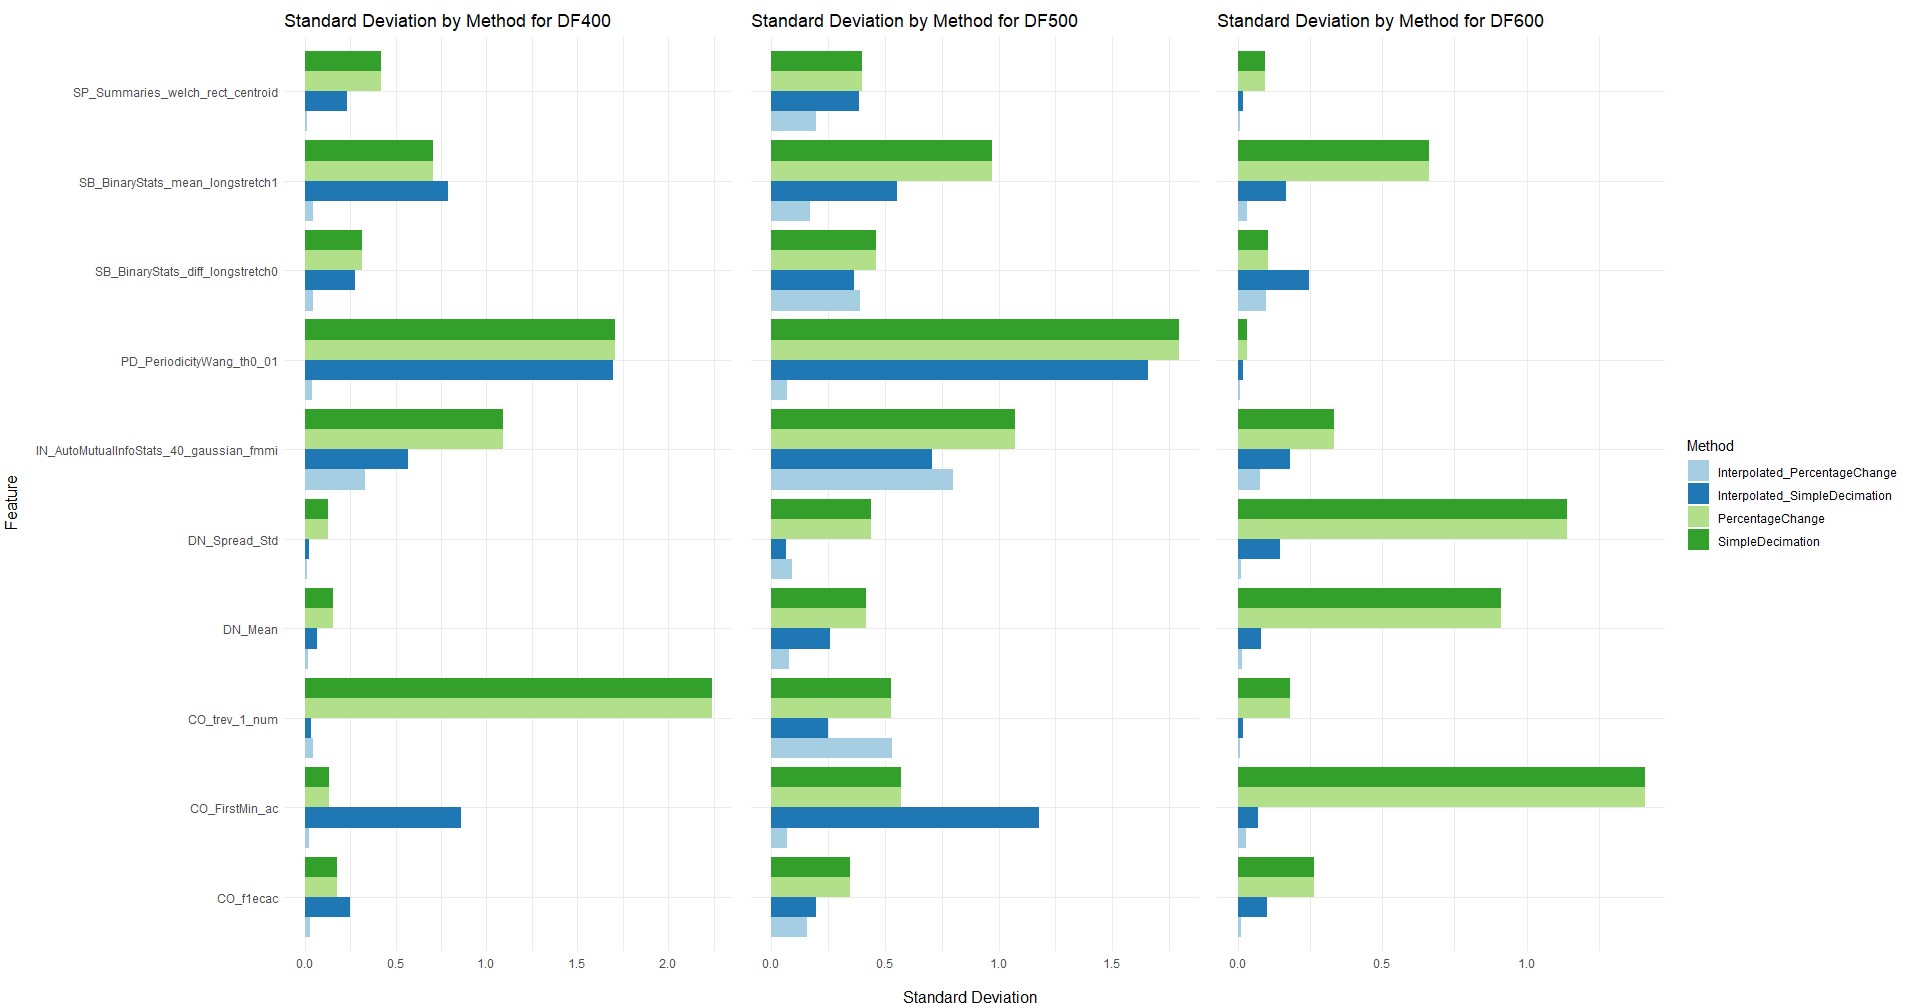 Standard Deviation by Method for DF400
Standard Deviation by Method for DF500
Standard Deviation by Method for DF600
Feature
SP_Summaries_welch_rect_centroid
SB_BinaryStats_mean_longstretch1
SB_BinaryStats_diff_longstretch0
PD_PeriodicityWang_th0_01
IN_AutoMutualInfoStats_40_gaussian_fmmi
DN_Spread_Std
DN_Mean
CO_trev_1_num
CO_FirstMin_ac
CO_f1ecac
0.0 0.5 1.0 1.5 2.0
0.0 0.5 1.0 1.5
0.0 0.5 1.0
Standard Deviation
Method
Interpolated_PercentageChange
Interpolated_SimpleDecimation
PercentageChange
SimpleDecimation